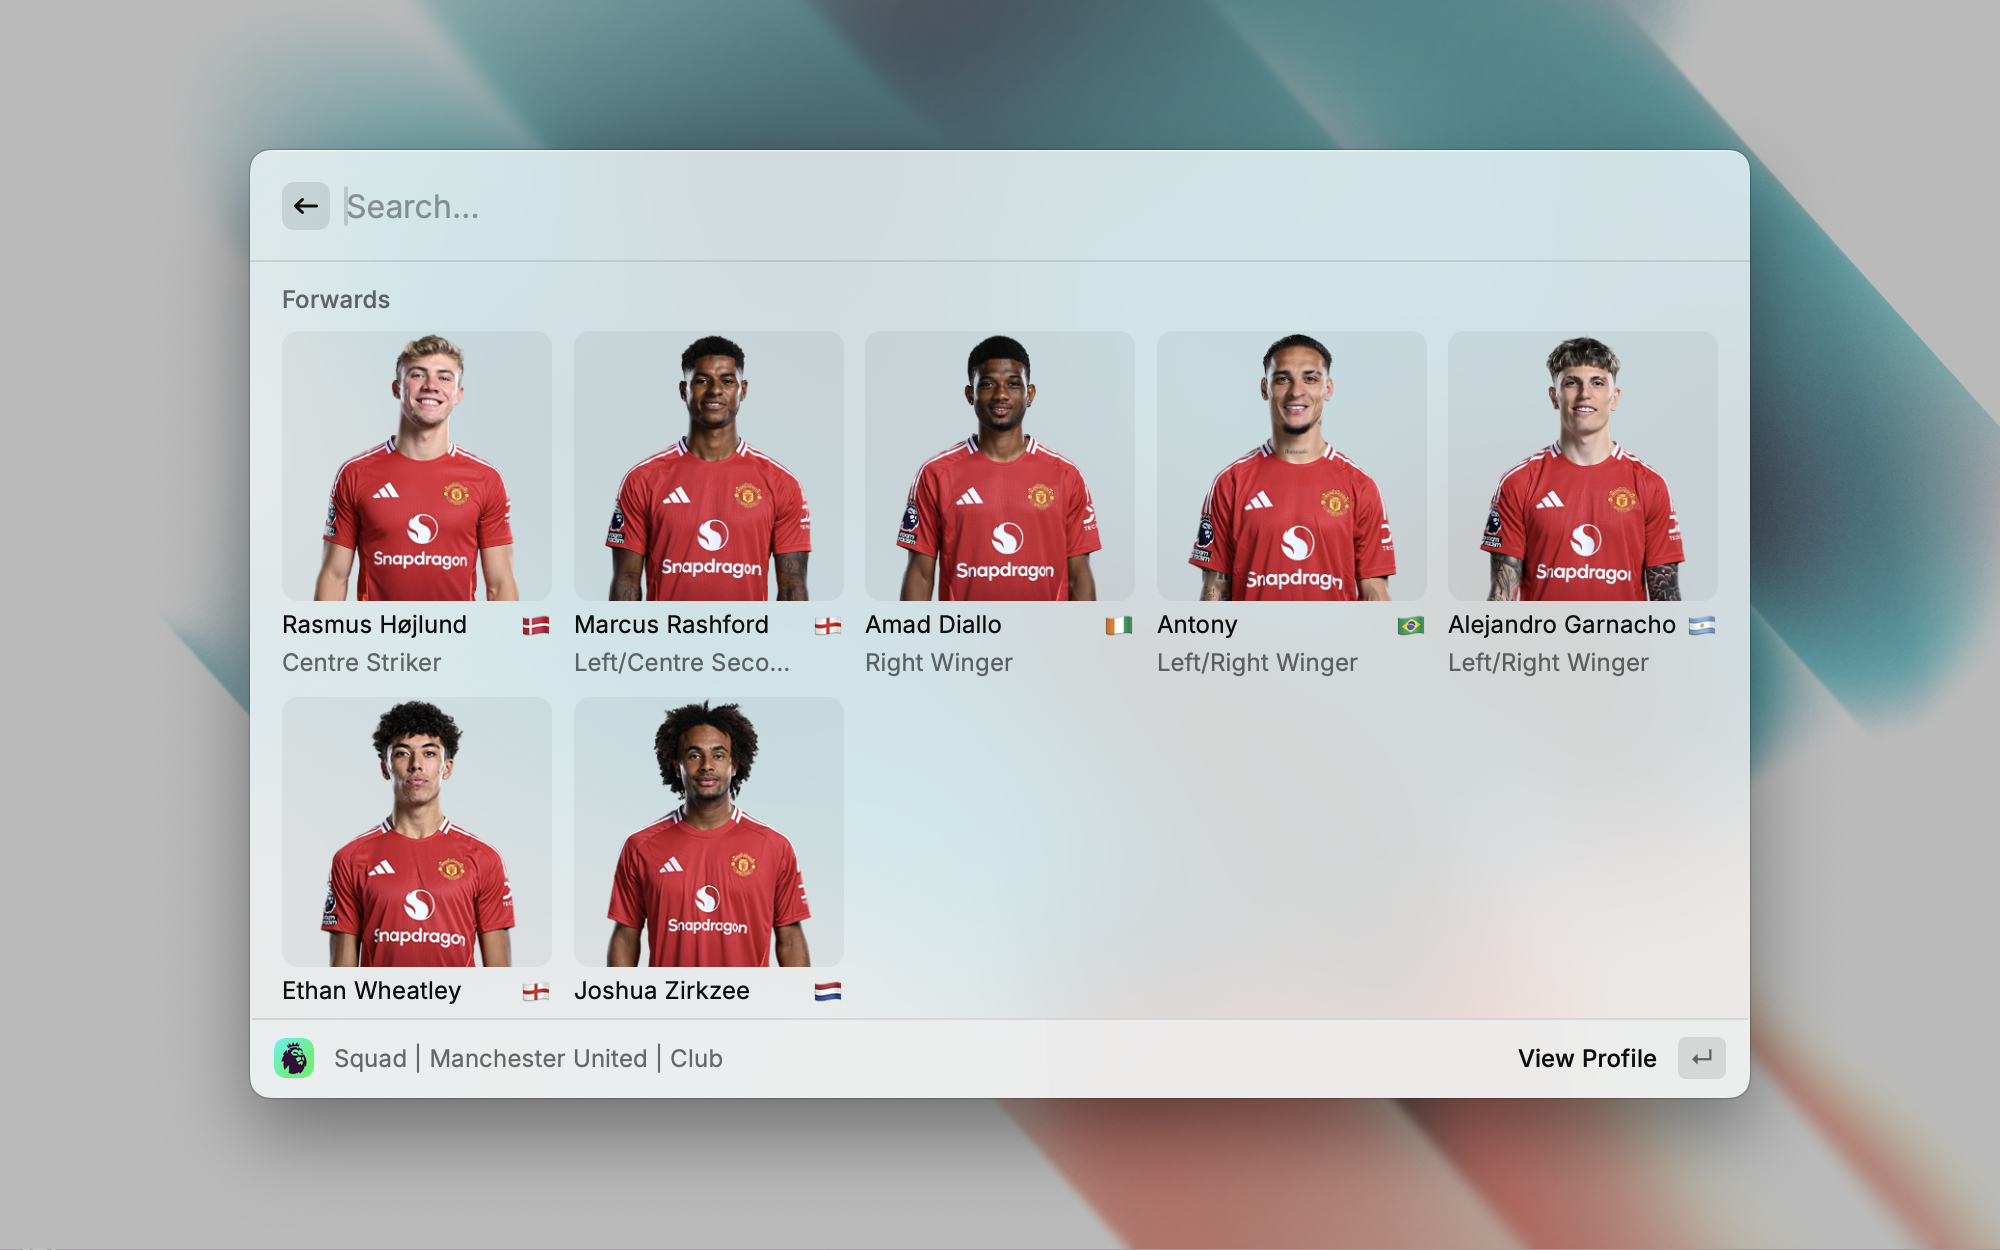 Search...
Forwards
Snapdragon
Snapdragon
Snapdragon
Snapdragon
Snapdragon
Rasmus Højlund
Marcus Rashford
Amad Diallo
Antony
Alejandro Garnacho
Centre Striker
Left/Centre Seco...
Right Winger
Left/Right Winger
Left/Right Winger
Snapdragon
Snapdragon
Ethan Wheatley
Joshua Zirkzee
Squad | Manchester United | Club
View Profile